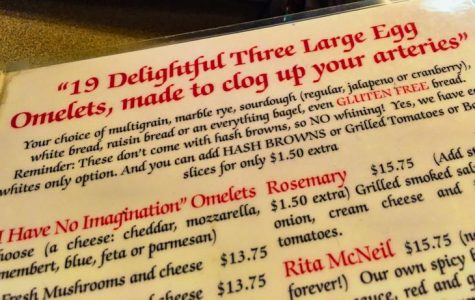 "19 Delightful Three Large Egg
Omelets, made to clog up your arteries"
Your choice of multigrain, marble rye, sourdough (regular, jalapeno or cranberry),
white bread, raisin bread or an everything bagel, even GLUTEN FREE bread.
Reminder: These don't come with hash browns, so NO whining! Yes, we have
whites only option. And you can add HASH BROWNS or Grilled Tomatoes or
slices for only $1.50 extra
I Have No Imagination" Omelets
(a cheese: cheddar, mozzarella,
blue, feta or parmesan)
Fresh Mushrooms and cheese $13.75
cheese $13.75
Rosemary $15.75 (Add
$1.50 extra) Grilled smoked
onion, cream cheese and
tomatoes.
Rita McNeil $15.75
forever!) Our own spicy
sauce, red and